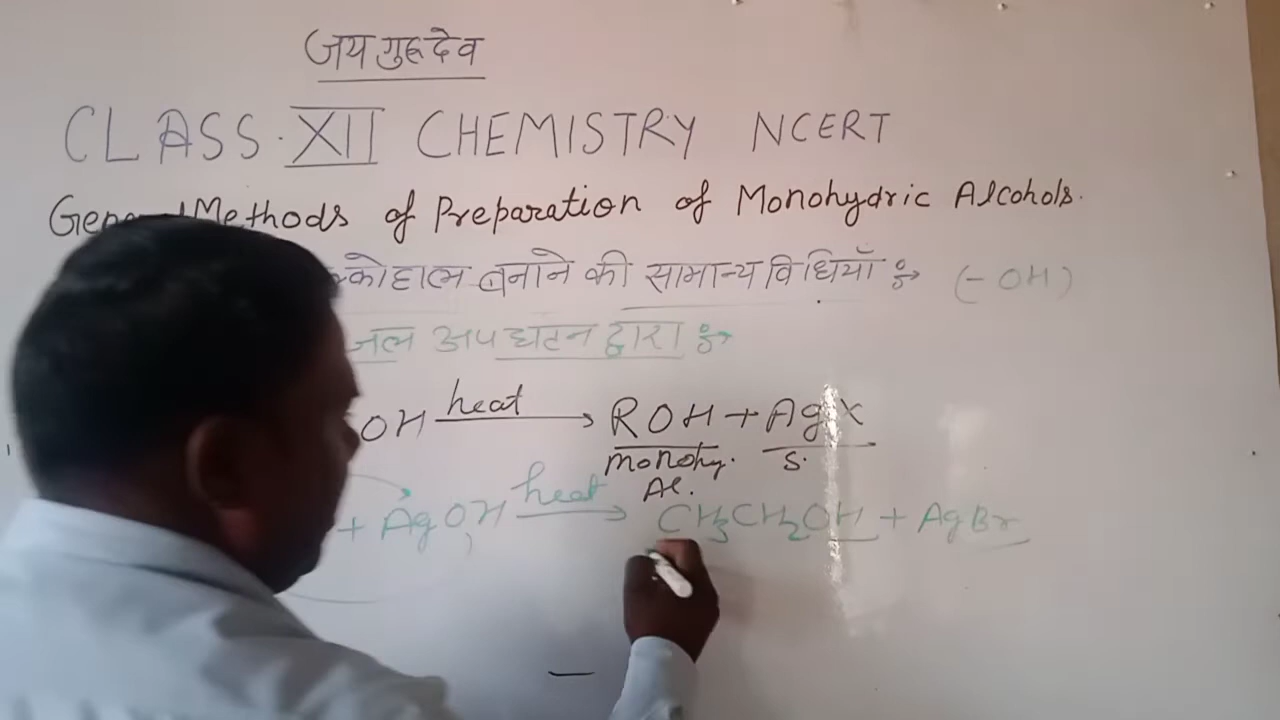 जय गुरुदेव
CLASS. XII CHEMISTRY NCERT
Methods of Preparation of Monohydric Alcohols.
बनाने की सामान्य विधियाँ (-OH)
जल अपघटन द्वारा
OH heat → ROH + AgX
monohy. S.
Al.
+ AgOH heat → CH3CH2OH + AgBr